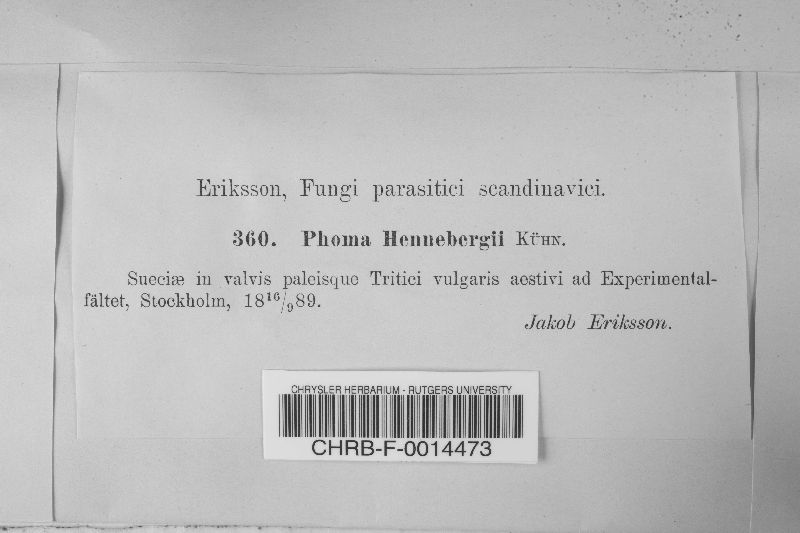 Eriksson, Fungi parasitici scandinavici.
360. Phoma Hennebergii KÜHN.
Sueciæ in valvis paleisque Tritici vulgaris aestivi ad Experimental-
fältet, Stockholm, 18¹⁶/₉89.
Jakob Eriksson.
CHRYSLER HERBARIUM - RUTGERS UNIVERSITY
CHRB-F-0014473